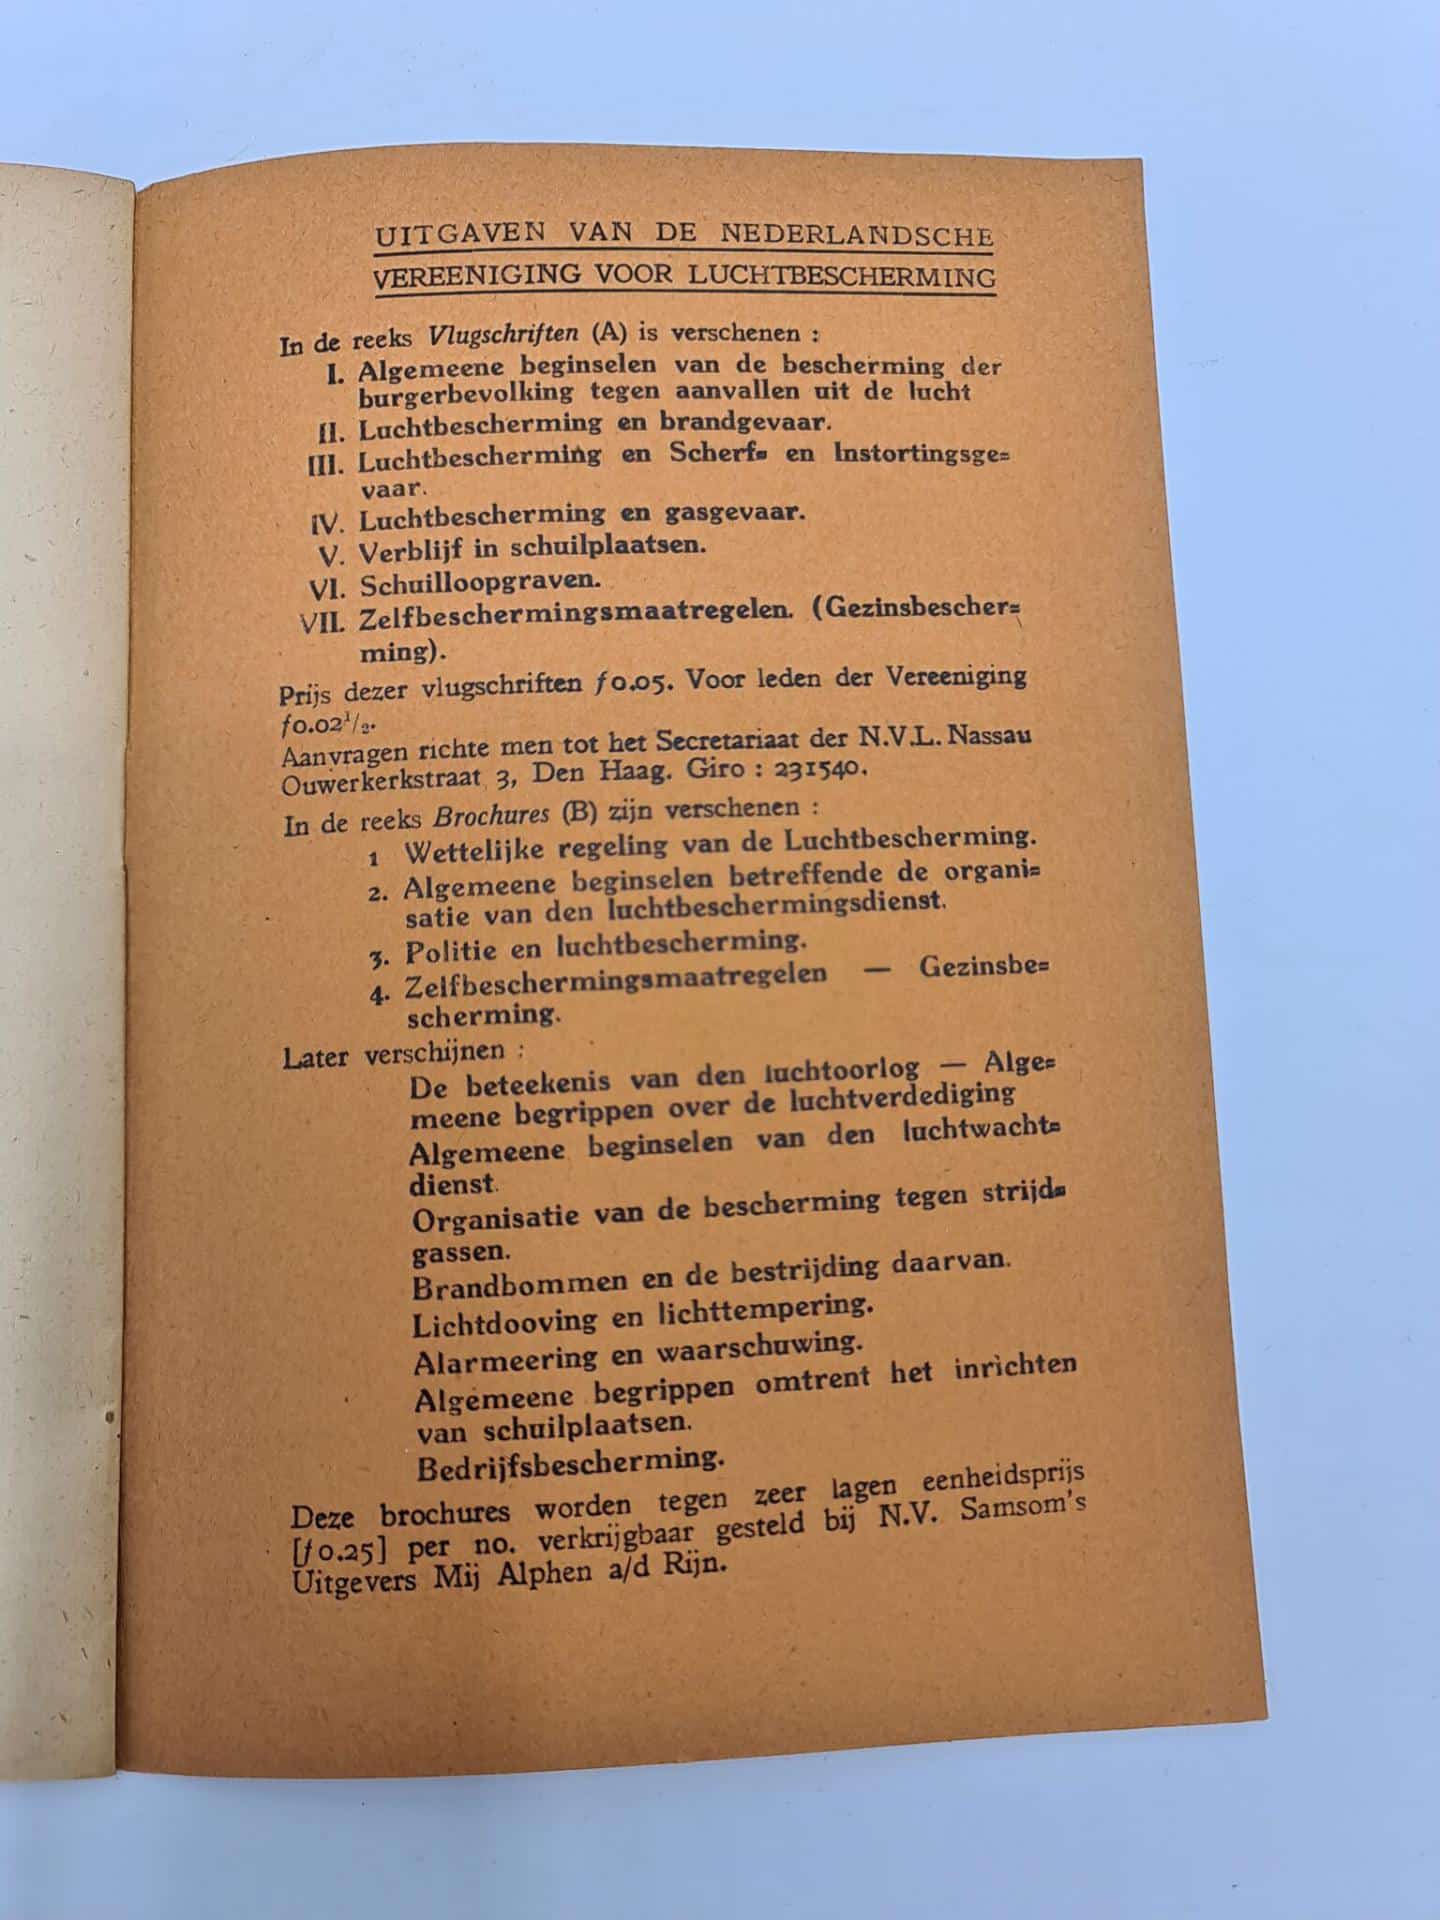 UITGAVEN VAN DE NEDERLANDSCHE
VEREENIGING VOOR LUCHTBESCHERMING
In de reeks Vlugschriften (A) is verschenen :
I. Algemeene beginselen van de bescherming der
burgerbevolking tegen aanvallen uit de lucht
II. Luchtbescherming en brandgevaar.
III. Luchtbescherming en Scherf= en Instortingsge=
vaar.
IV. Luchtbescherming en gasgevaar.
V. Verblijf in schuilplaatsen.
VI. Schuilloopgraven.
VII. Zelfbeschermingsmaatregelen. (Gezinsbescher=
ming).
Prijs dezer vlugschriften ƒ0.05. Voor leden der Vereeniging
ƒ0.02¹/₂.
Aanvragen richte men tot het Secretariaat der N.V.L. Nassau
Ouwerkerkstraat 3, Den Haag. Giro : 231540.
In de reeks Brochures (B) zijn verschenen :
1 Wettelijke regeling van de Luchtbescherming.
2. Algemeene beginselen betreffende de organi=
satie van den luchtbeschermingsdienst.
3. Politie en luchtbescherming.
4. Zelfbeschermingsmaatregelen — Gezinsbe=
scherming.
Later verschijnen :
De beteekenis van den luchtoorlog — Alge=
meene begrippen over de luchtverdediging
Algemeene beginselen van den luchtwacht=
dienst.
Organisatie van de bescherming tegen strijd=
gassen.
Brandbommen en de bestrijding daarvan.
Lichtdooving en lichttempering.
Alarmeering en waarschuwing.
Algemeene begrippen omtrent het inrichten
van schuilplaatsen.
Bedrijfsbescherming.
Deze brochures worden tegen zeer lagen eenheidsprijs
[ƒ0.25] per no. verkrijgbaar gesteld bij N.V. Samsom's
Uitgevers Mij Alphen a/d Rijn.